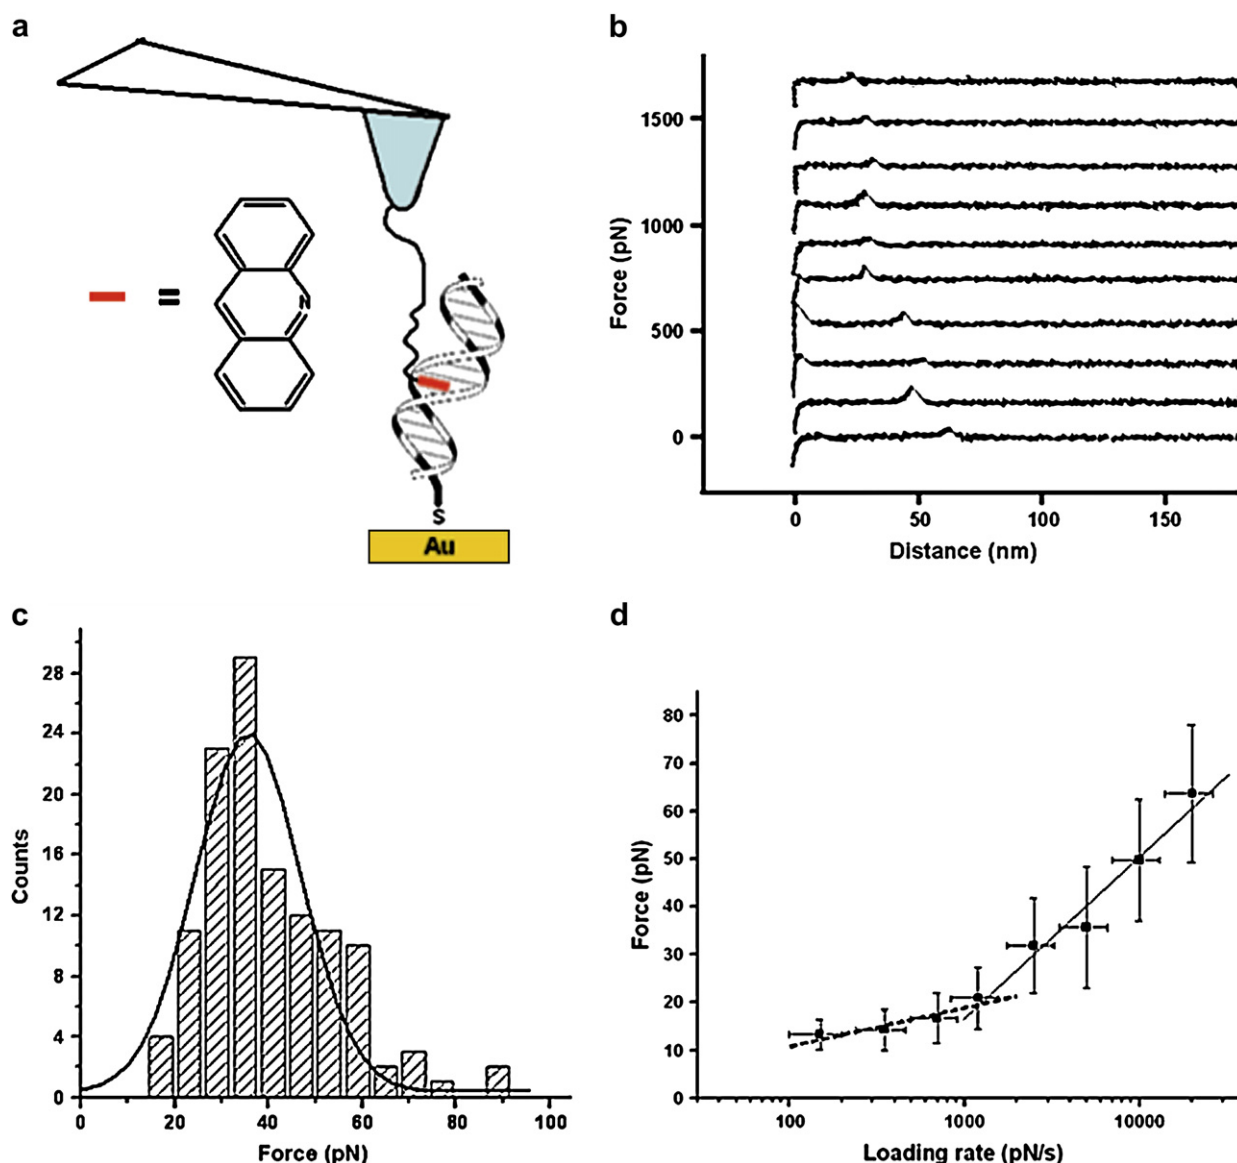 a
N
S
Au
b
Force (pN)
1500
1000
500
0
0 50 100 150
Distance (nm)
c
Counts
28
24
20
16
12
8
4
0
0 20 40 60 80 100
Force (pN)
d
Force (pN)
80
70
60
50
40
30
20
10
0
100 1000 10000
Loading rate (pN/s)